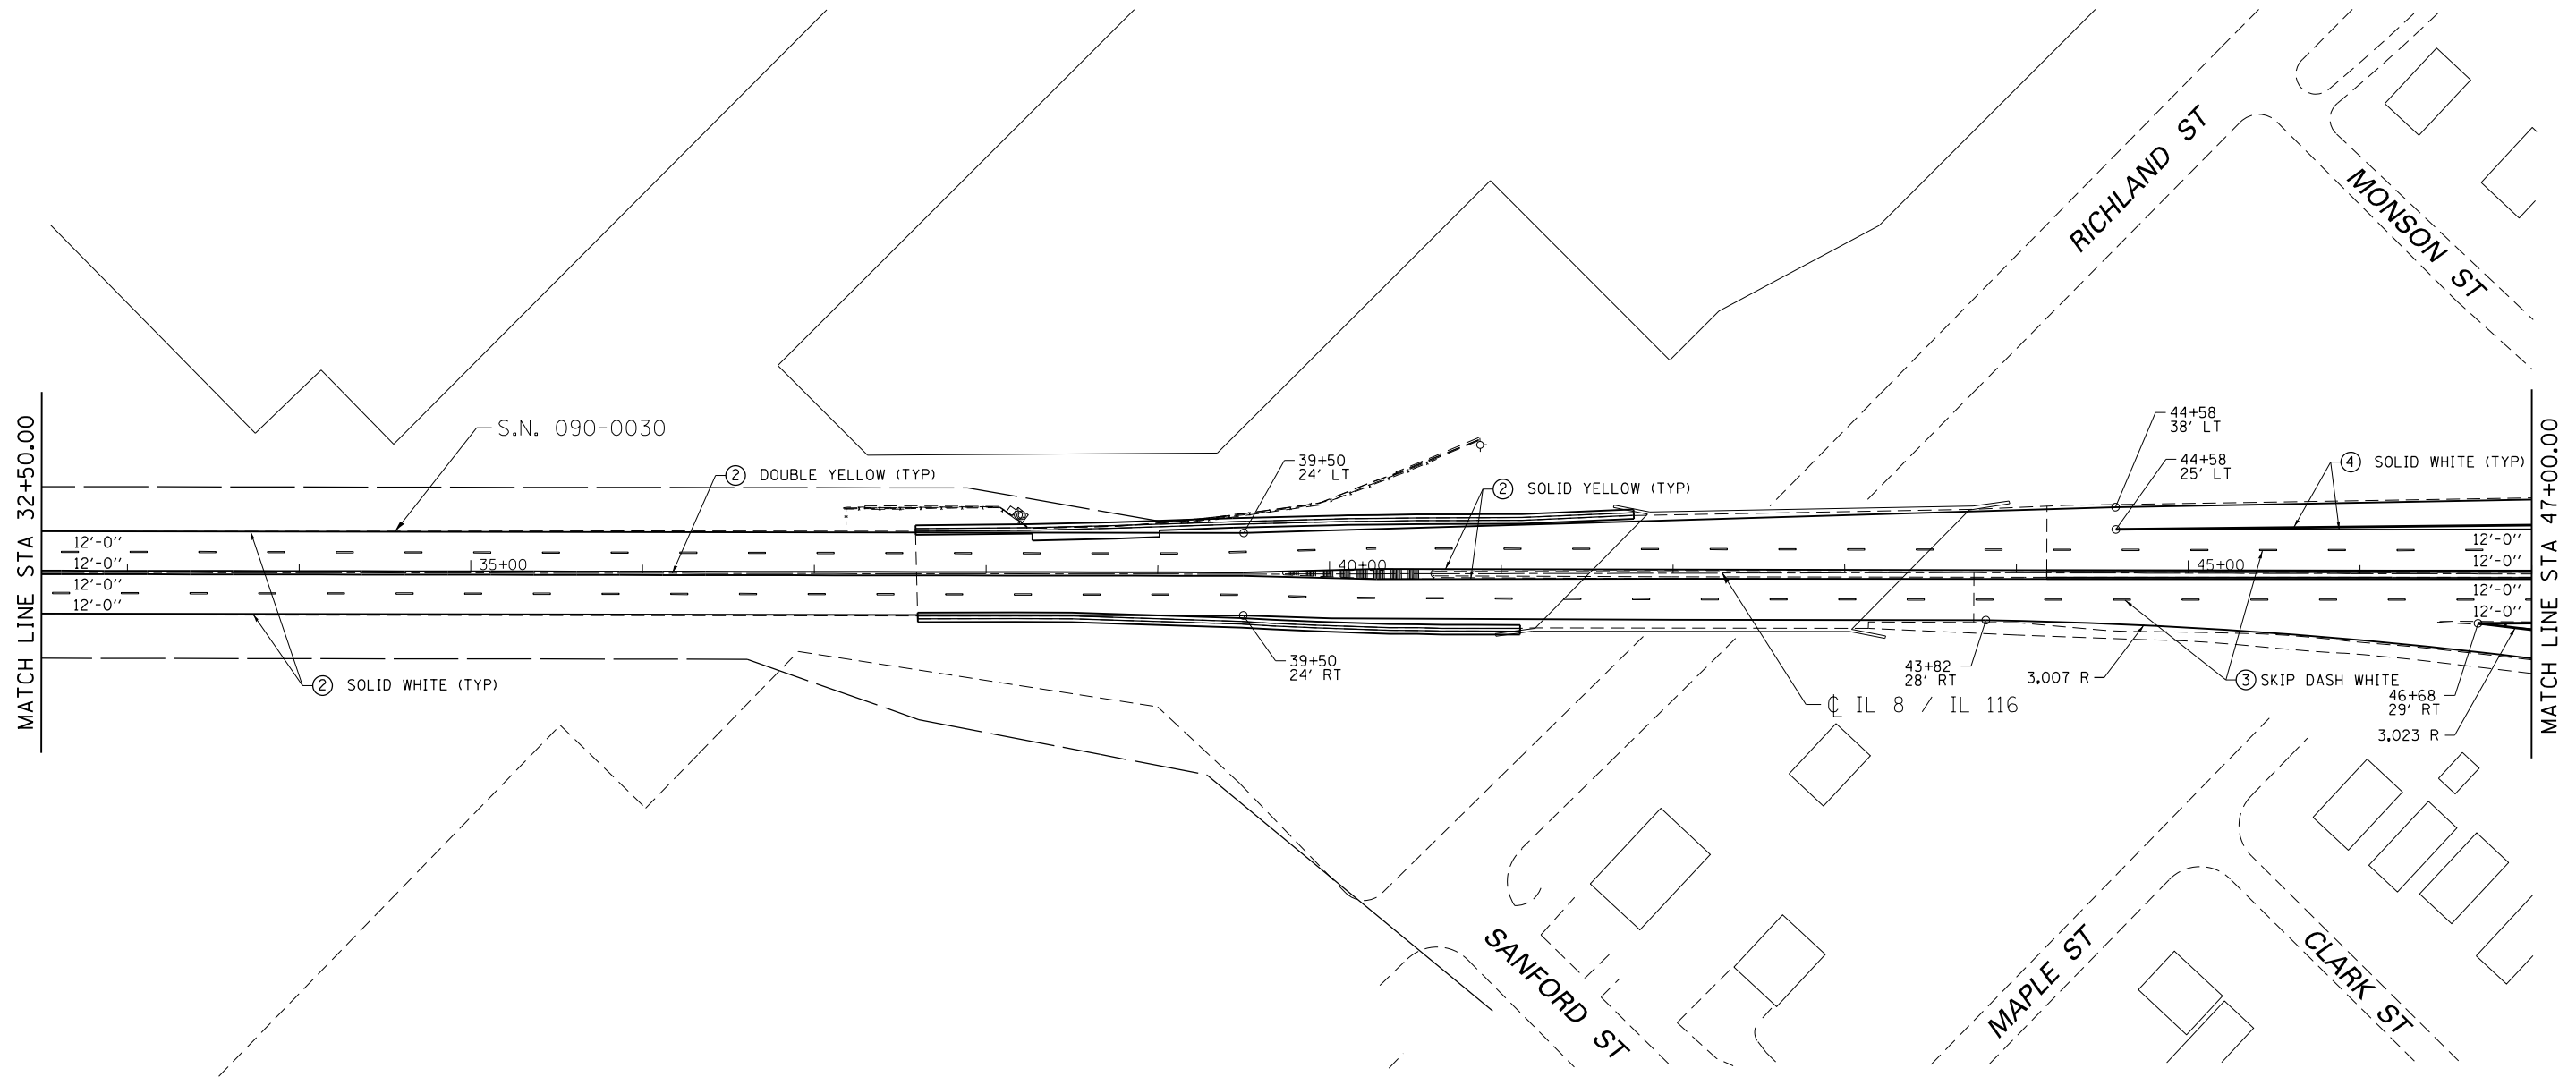 RICHLAND ST
MONSON ST
MATCH LINE STA 32+50.00
S.N. 090-0030
② DOUBLE YELLOW (TYP)
39+50
24' LT
② SOLID YELLOW (TYP)
44+58
38' LT
44+58
25' LT
④ SOLID WHITE (TYP)
MATCH LINE STA 47+00.00
12'-0"
12'-0"
12'-0"
12'-0"
35+00
40+00
45+00
12'-0"
12'-0"
12'-0"
12'-0"
② SOLID WHITE (TYP)
39+50
24' RT
43+82
28' RT
3,007 R
③ SKIP DASH WHITE
46+68
29' RT
3,023 R
℄ IL 8 / IL 116
SANFORD ST
MAPLE ST
CLARK ST